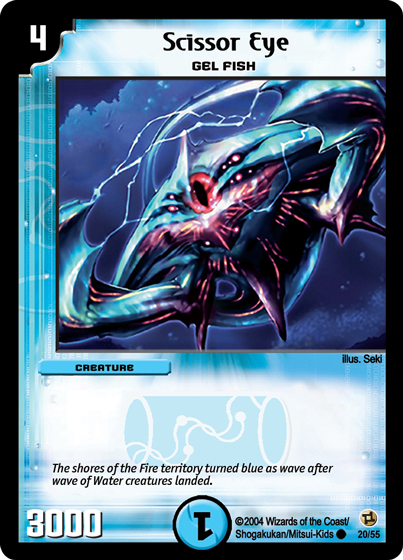 4
Scissor Eye
GEL FISH
illus. Seki
CREATURE
The shores of the Fire territory turned blue as wave after
wave of Water creatures landed.
3000
1
©2004 Wizards of the Coast/
Shogakukan/Mitsui-Kids
20/55